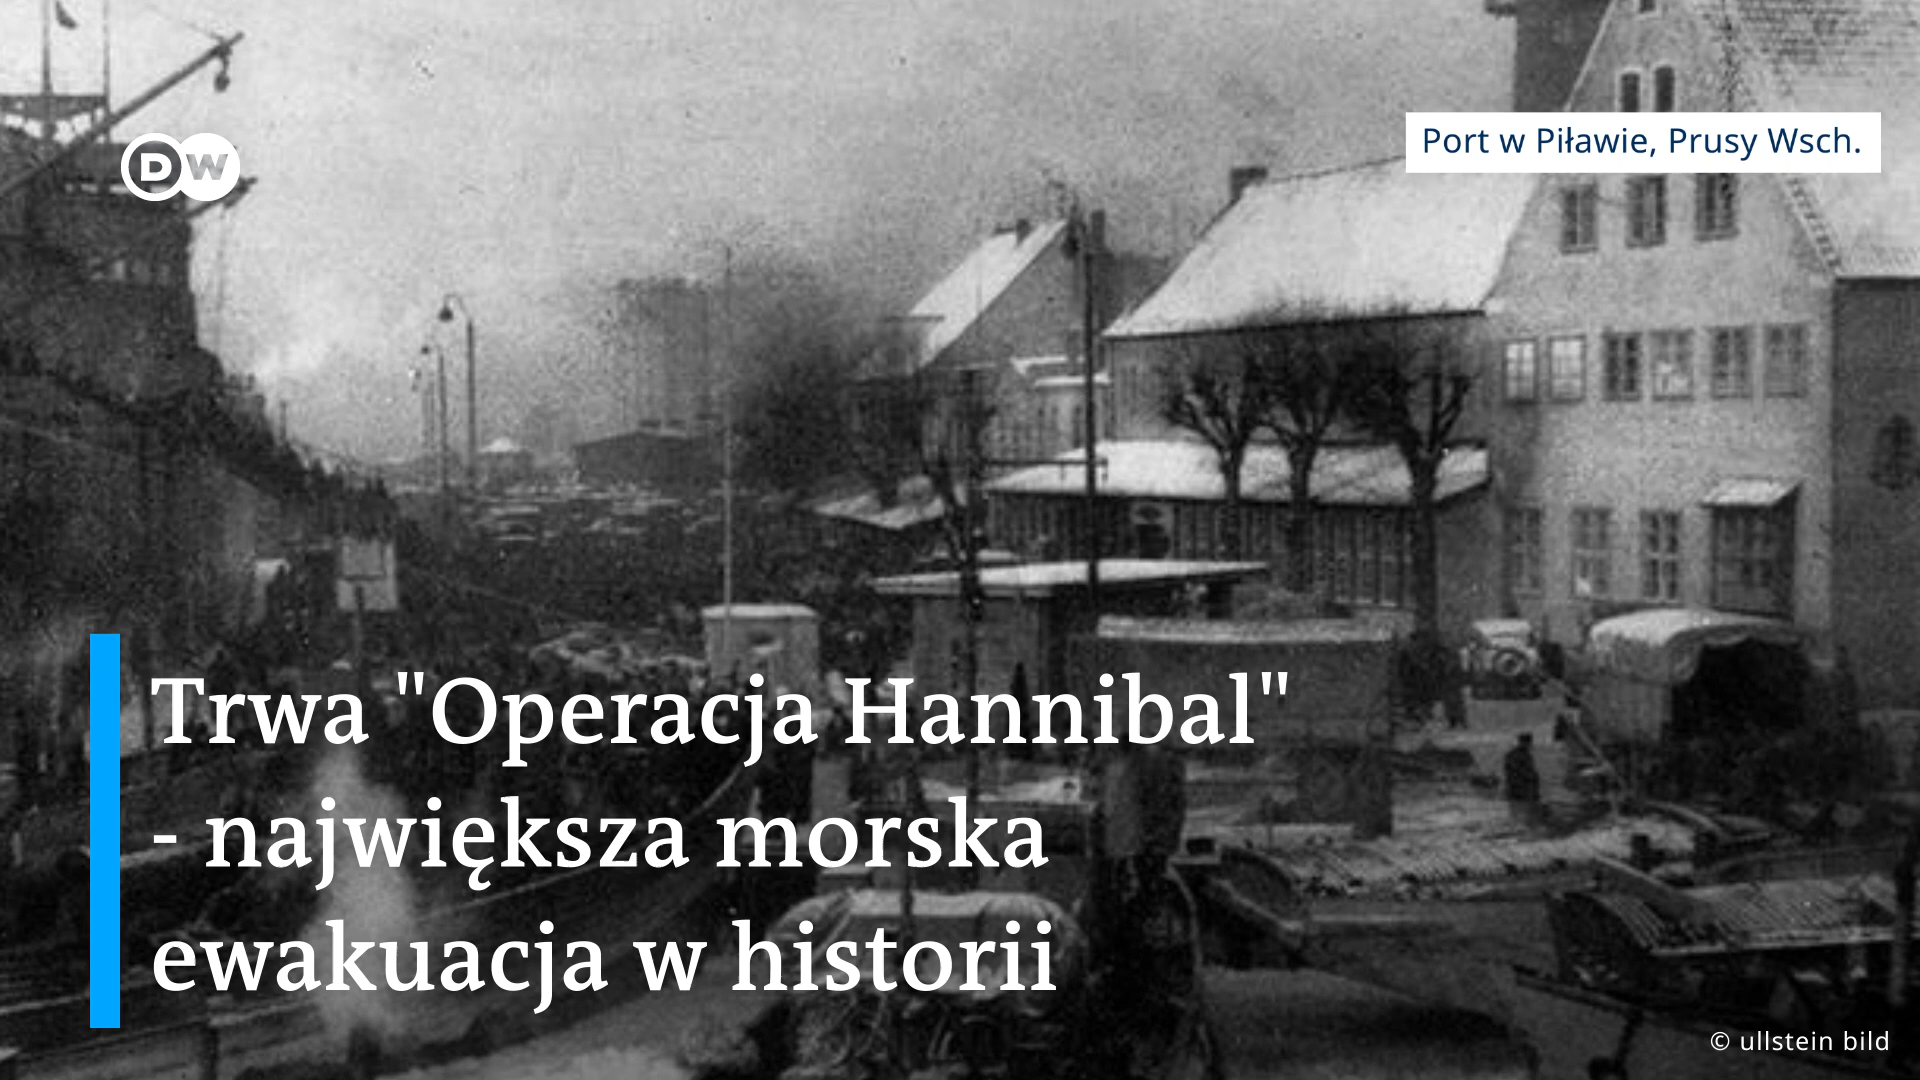 DW
Port w Piławie, Prusy Wsch.
Trwa "Operacja Hannibal"
- największa morska
ewakuacja w historii
© ullstein bild